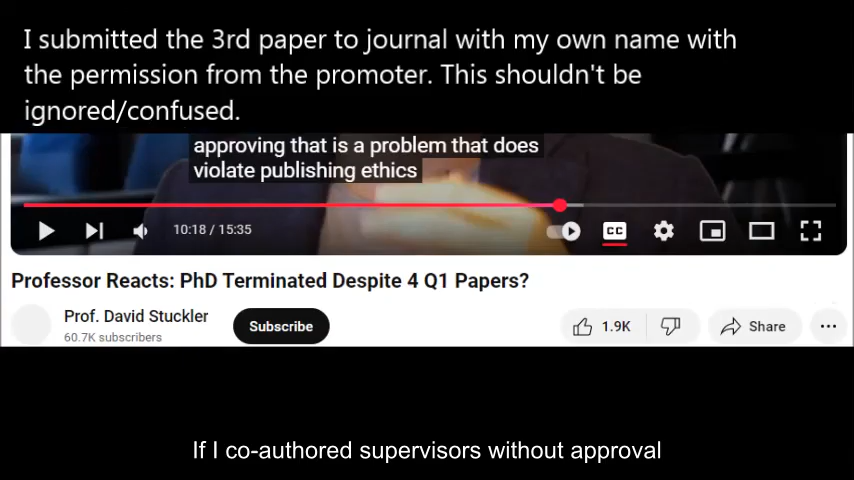 I submitted the 3rd paper to journal with my own name with
the permission from the promoter. This shouldn't be
ignored/confused.
approving that is a problem that does
violate publishing ethics
10:18 / 15:35
CC
Professor Reacts: PhD Terminated Despite 4 Q1 Papers?
Prof. David Stuckler
60.7K subscribers
Subscribe
1.9K
Share
If I co-authored supervisors without approval